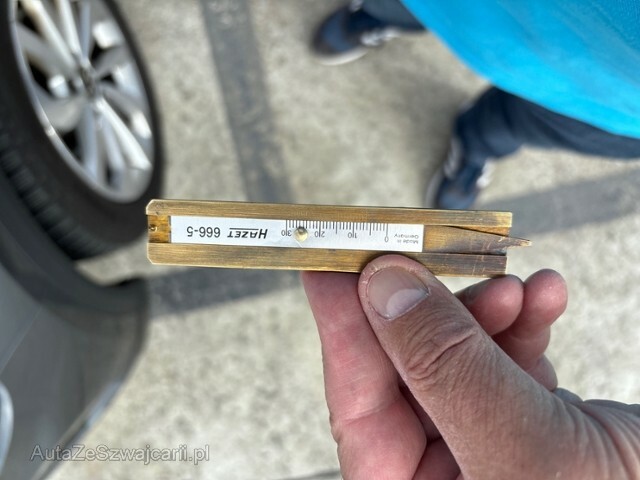 0 10 20 30 HAZET 666-5
Made in
Germany
AutaZeSzwajcarii.pl